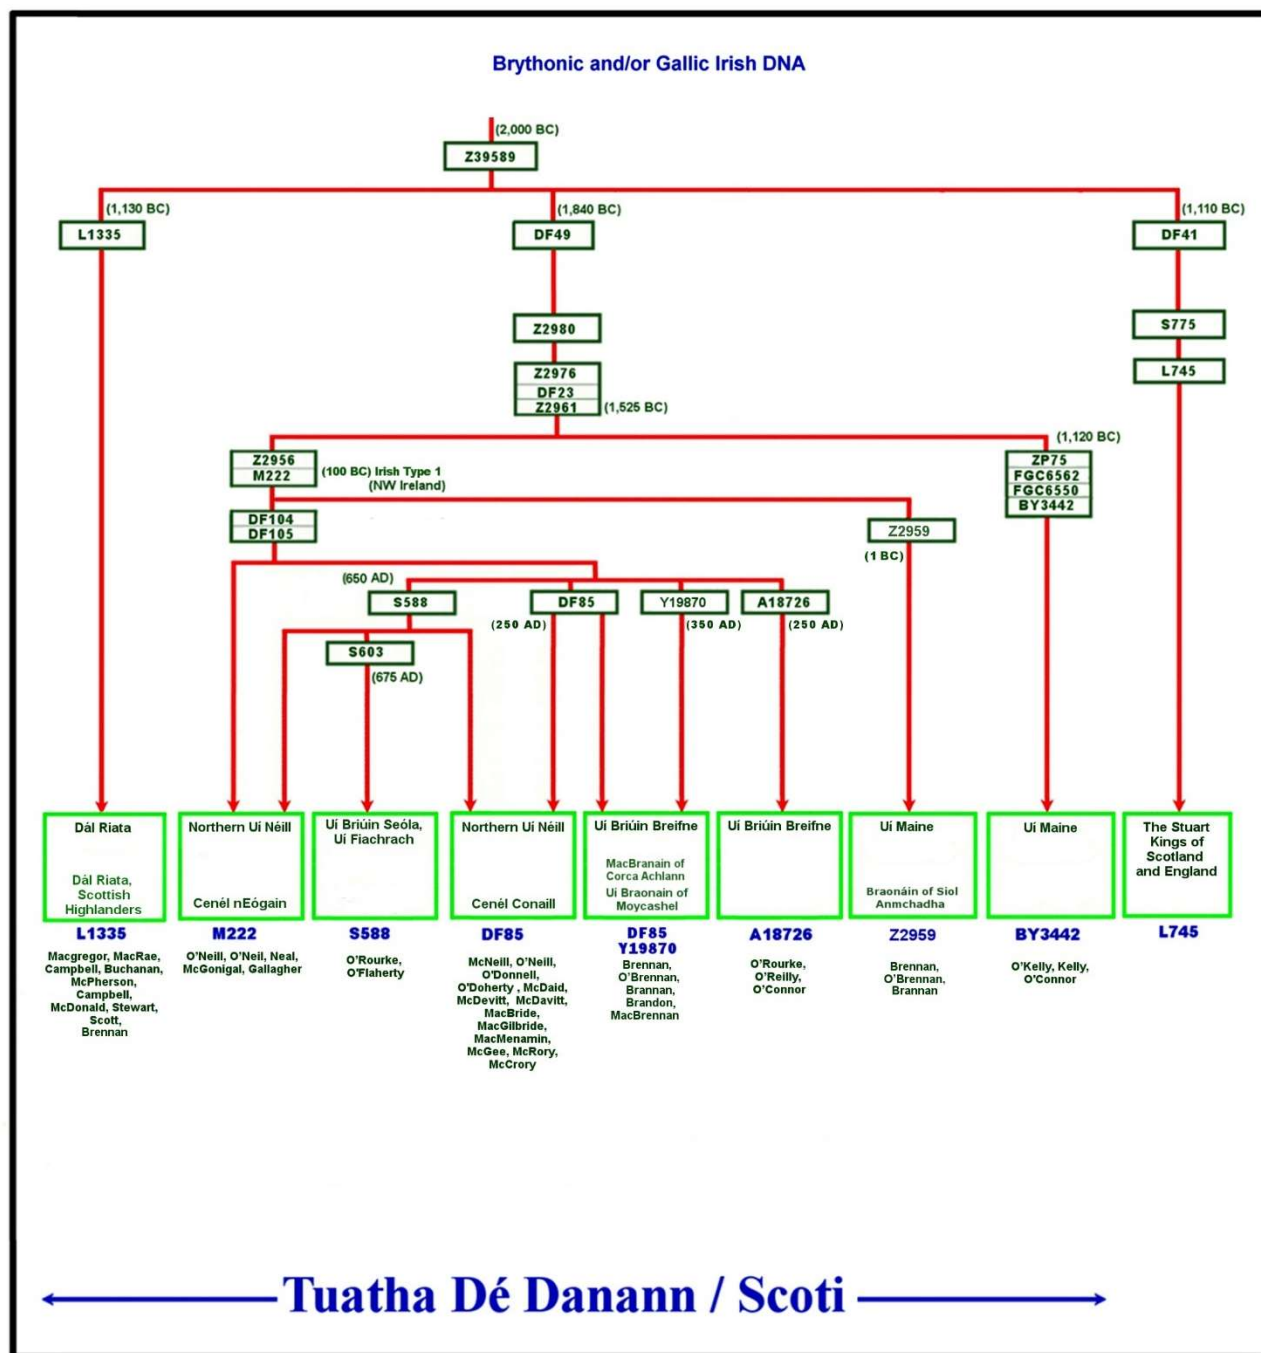 Brythonic and/or Gallic Irish DNA
(2,000 BC)
Z39589
(1,130 BC)
L1335
(1,840 BC)
DF49
(1,110 BC)
DF41
Z2980
S775
Z2976
DF23
Z2961
(1,525 BC)
L745
Z2956
M222
(100 BC) Irish Type 1
(NW Ireland)
(1,120 BC)
ZP75
FGC6562
FGC6550
BY3442
DF104
DF105
Z2959
(1 BC)
(650 AD)
S588
DF85
(250 AD)
Y19870
(350 AD)
A18726
(250 AD)
S603
(675 AD)
Dál Riata
Dál Riata,
Scottish
Highlanders
L1335
Macgregor, MacRae,
Campbell, Buchanan,
McPherson,
Campbell,
McDonald, Stewart,
Scott,
Brennan
Northern Uí Néill
Cenél nEógain
M222
O'Neill, O'Neil, Neal,
McGonigal, Gallagher
Uí Briúin Seóla,
Uí Fiachrach
S588
O'Rourke,
O'Flaherty
Northern Uí Néill
Cenél Conaill
DF85
McNeill, O'Neill,
O'Donnell,
O'Doherty , McDaid,
McDevitt, McDavitt,
MacBride,
MacGilbride,
MacMenamin,
McGee, McRory,
McCrory
Uí Briúin Breifne
MacBranain of
Corca Achlann
Uí Braonain of
Moycashel
DF85
Y19870
Brennan,
O'Brennan,
Brannan,
Brandon,
MacBrennan
Uí Briúin Breifne
A18726
O'Rourke,
O'Reilly,
O'Connor
Uí Maine
Braonáin of Siol
Anmchadha
Z2959
Brennan,
O'Brennan,
Brannan
Uí Maine
BY3442
O'Kelly, Kelly,
O'Connor
The Stuart
Kings of
Scotland
and England
L745
Tuatha Dé Danann / Scoti